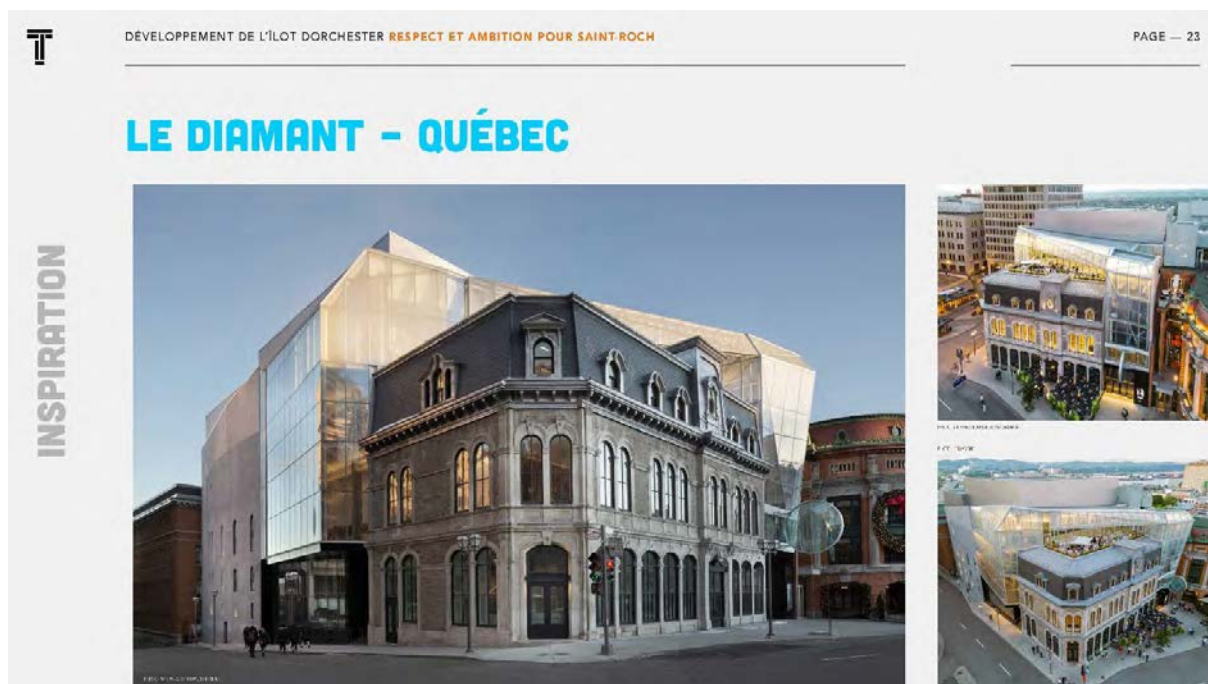 DÉVELOPPEMENT DE L'ÎLOT DORCHESTER RESPECT ET AMBITION POUR SAINT-ROCH
PAGE — 23
LE DIAMANT – QUÉBEC
INSPIRATION